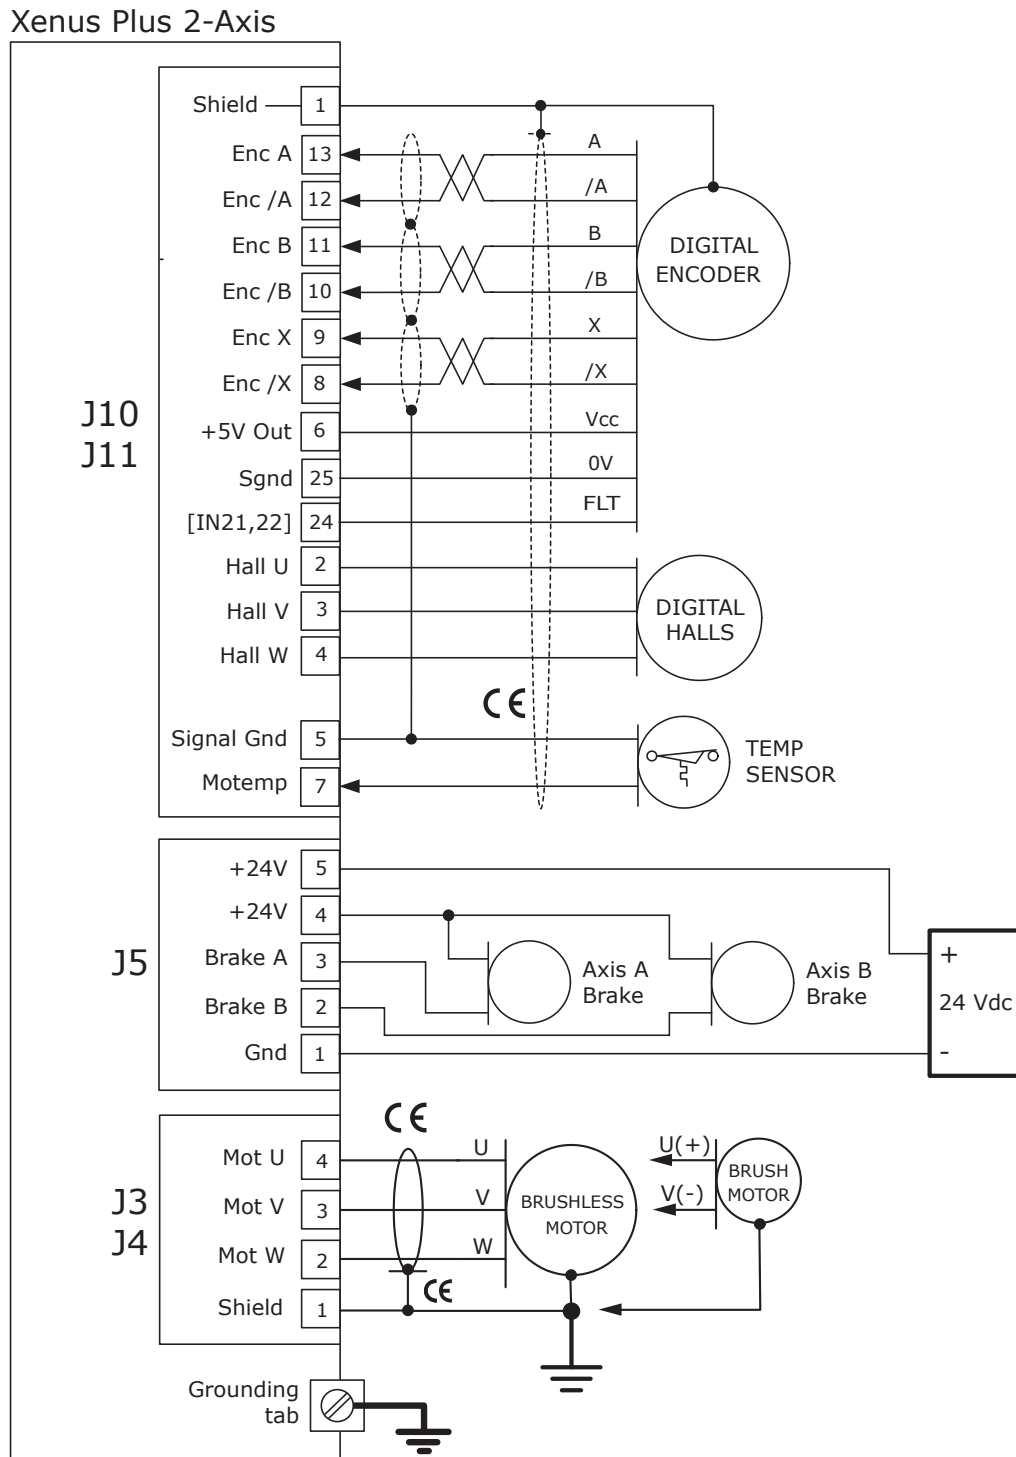 Xenus Plus 2-Axis
Shield 1
Enc A 13 A
Enc /A 12 /A
Enc B 11 B
Enc /B 10 /B
Enc X 9 X
Enc /X 8 /X
+5V Out 6 Vcc
Sgnd 25 0V
[IN21,22] 24 FLT
DIGITAL
ENCODER
J10
J11
Hall U 2
Hall V 3
Hall W 4
DIGITAL
HALLS
CE
Signal Gnd 5
Motemp 7
TEMP
SENSOR
J5
+24V 5
+24V 4
Brake A 3
Brake B 2
Gnd 1
Axis A
Brake
Axis B
Brake
+
24 Vdc
-
CE
J3
J4
Mot U 4 U
Mot V 3 V
Mot W 2 W
Shield 1
BRUSHLESS
MOTOR
U(+)
V(-)
BRUSH
MOTOR
CE
Grounding
tab